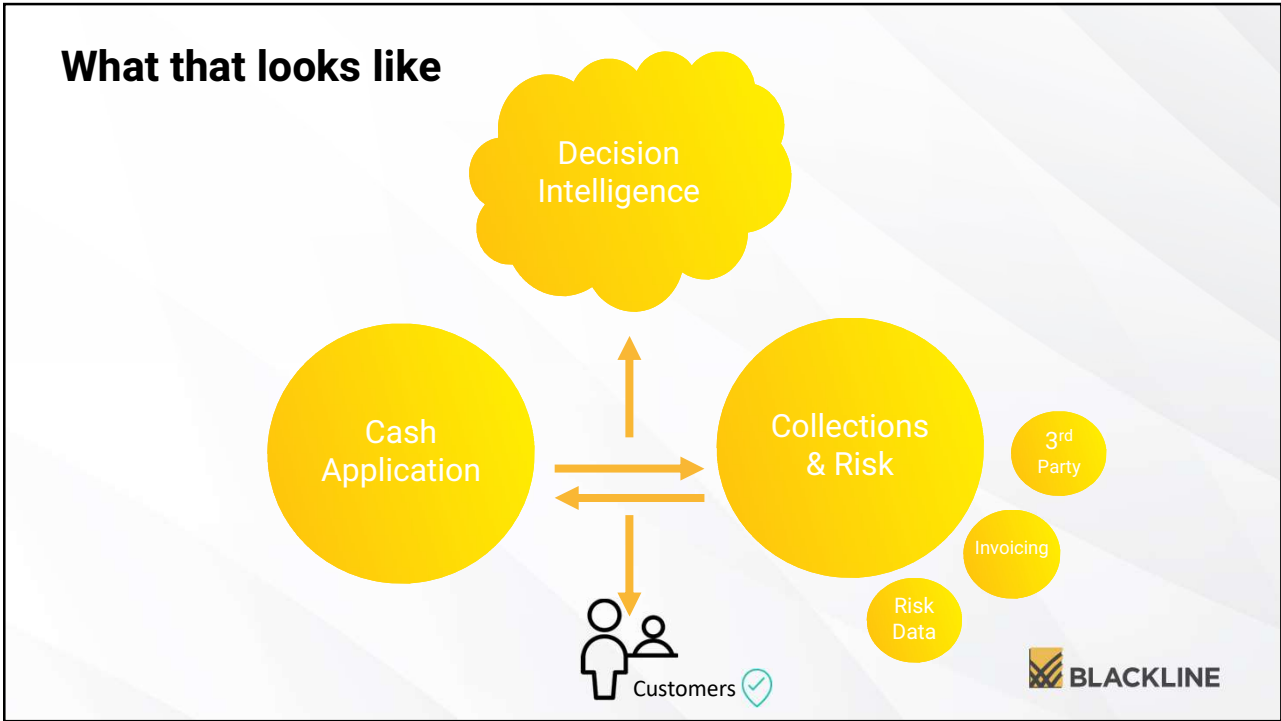 What that looks like
Decision
Intelligence
Cash
Application
Collections
& Risk
3rd
Party
Invoicing
Risk
Data
Customers
BLACKLINE